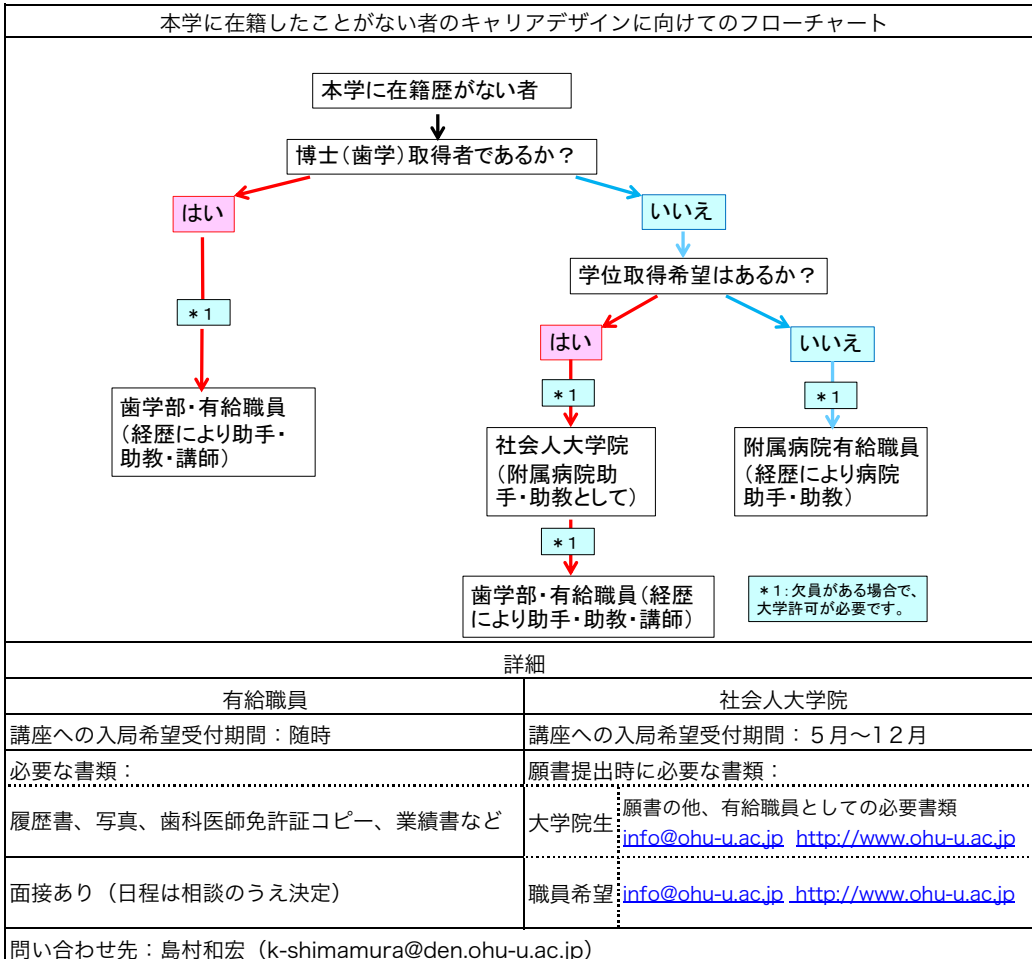 本学に在籍したことがない者のキャリアデザインに向けてのフローチャート
本学に在籍歴がない者
博士(歯学)取得者であるか?
はい
いいえ
学位取得希望はあるか?
*1
はい
いいえ
*1
*1
歯学部・有給職員
(経歴により助手・
助教・講師)
社会人大学院
(附属病院助
手・助教として)
附属病院有給職員
(経歴により病院
助手・助教)
*1
歯学部・有給職員(経歴
により助手・助教・講師)
*1:欠員がある場合で、
大学許可が必要です。
詳細
有給職員
社会人大学院
講座への入局希望受付期間:随時
講座への入局希望受付期間:5月~12月
必要な書類:
願書提出時に必要な書類:
履歴書、写真、歯科医師免許証コピー、業績書など
大学院生
願書の他、有給職員としての必要書類
info@ohu-u.ac.jp http://www.ohu-u.ac.jp
面接あり(日程は相談のうえ決定)
職員希望
info@ohu-u.ac.jp http://www.ohu-u.ac.jp
問い合わせ先:島村和宏(k-shimamura@den.ohu-u.ac.jp)